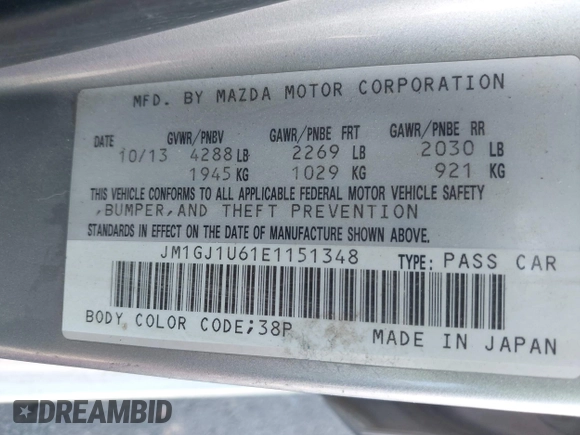 MFD. BY MAZDA MOTOR CORPORATION
DATE GVWR/PNBV GAWR/PNBE FRT GAWR/PNBE RR
10/13 4288 LB 2269 LB 2030 LB
1945 KG 1029 KG 921 KG
THIS VEHICLE CONFORMS TO ALL APPLICABLE FEDERAL MOTOR VEHICLE SAFETY
,BUMPER,AND THEFT PREVENTION
STANDARDS IN EFFECT ON THE DATE OF MANUFACTURE SHOWN ABOVE.
JM1GJ1U61E1151348 TYPE: PASS CAR
BODY COLOR CODE;38P MADE IN JAPAN
DREAMBID